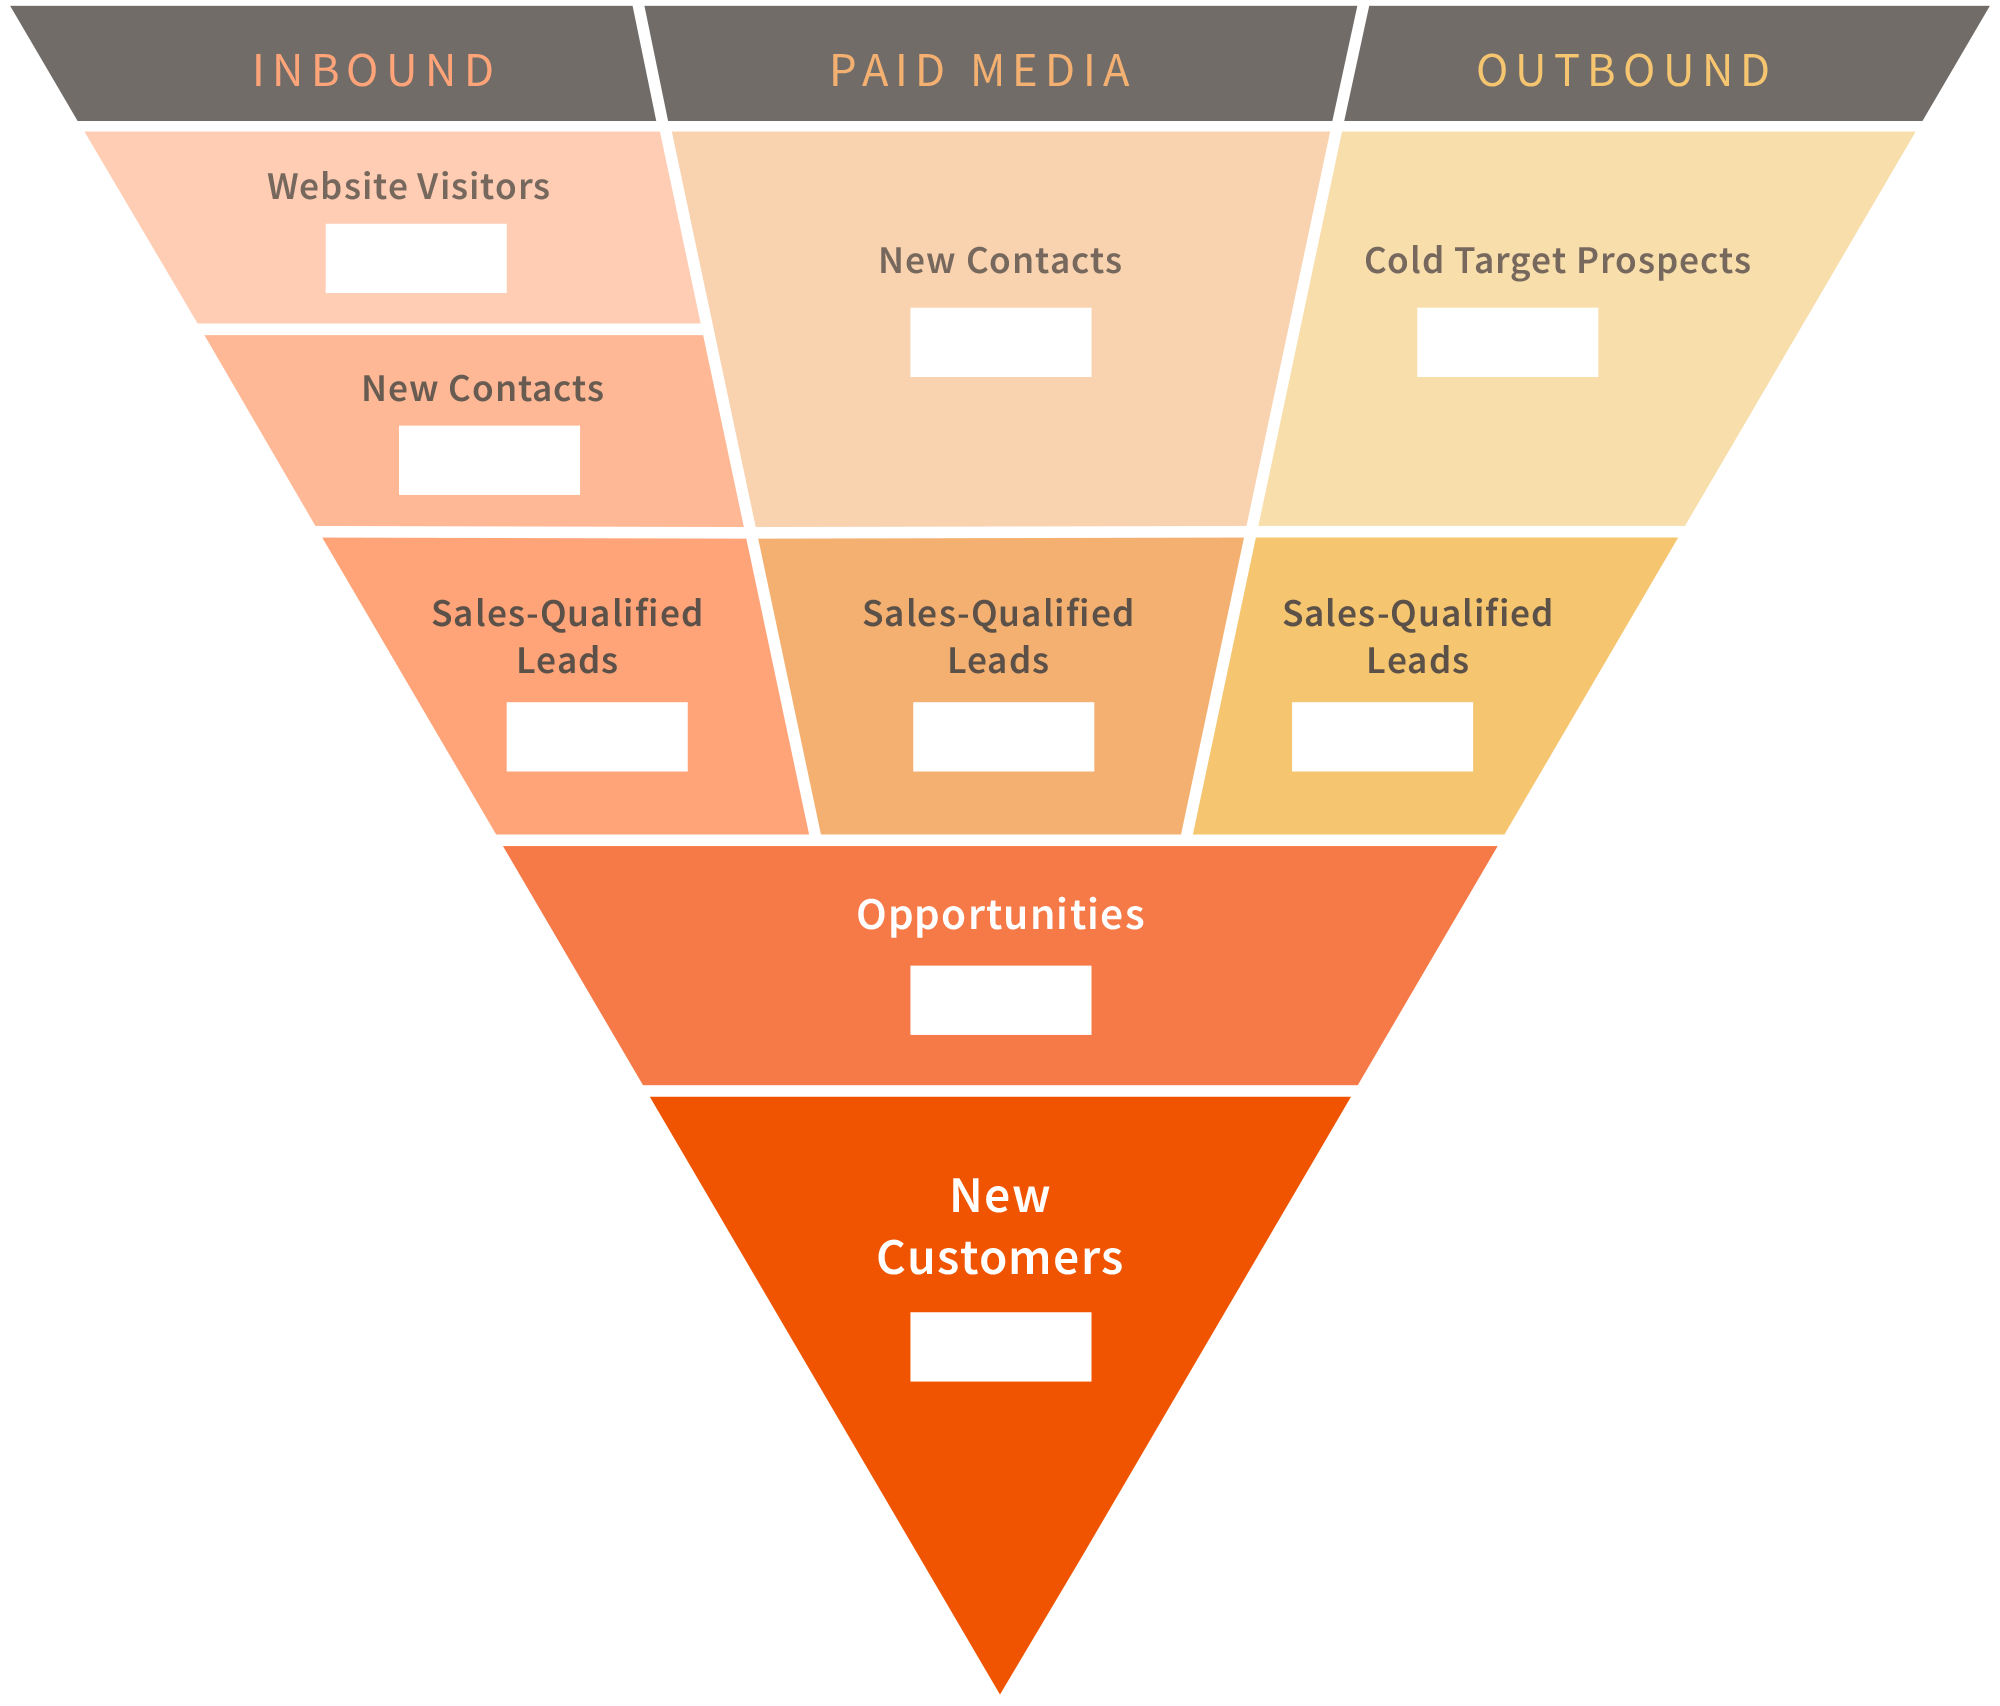 INBOUND
PAID MEDIA
OUTBOUND
Website Visitors
New Contacts
New Contacts
Cold Target Prospects
Sales-Qualified
Leads
Sales-Qualified
Leads
Sales-Qualified
Leads
Opportunities
New
Customers